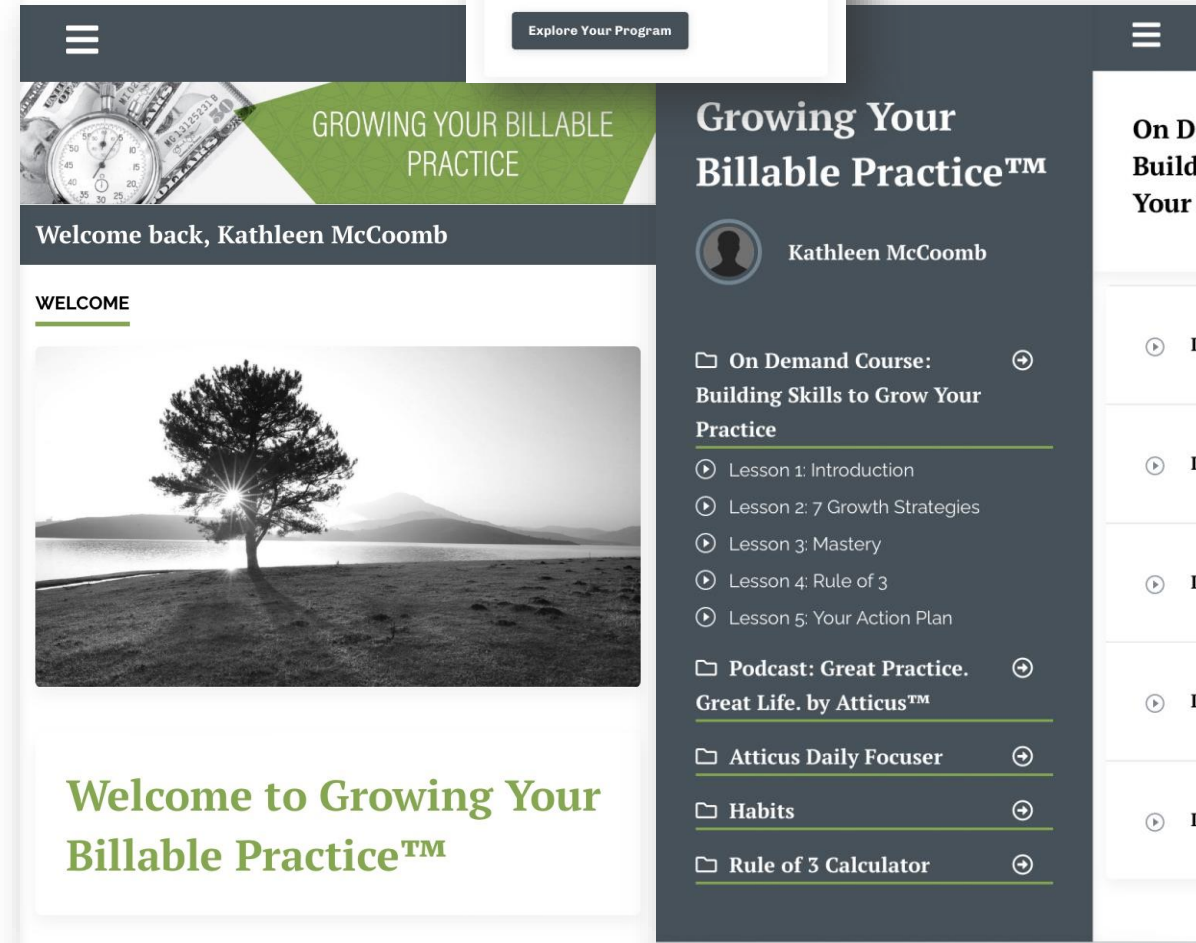 Explore Your Program
GROWING YOUR BILLABLE
PRACTICE
Welcome back, Kathleen McCoomb
WELCOME
Welcome to Growing Your
Billable Practice™
Growing Your
Billable Practice™
Kathleen McCoomb
On Demand Course:
Building Skills to Grow Your
Practice
Lesson 1: Introduction
Lesson 2: 7 Growth Strategies
Lesson 3: Mastery
Lesson 4: Rule of 3
Lesson 5: Your Action Plan
Podcast: Great Practice.
Great Life. by Atticus™
Atticus Daily Focuser
Habits
Rule of 3 Calculator
On
Your